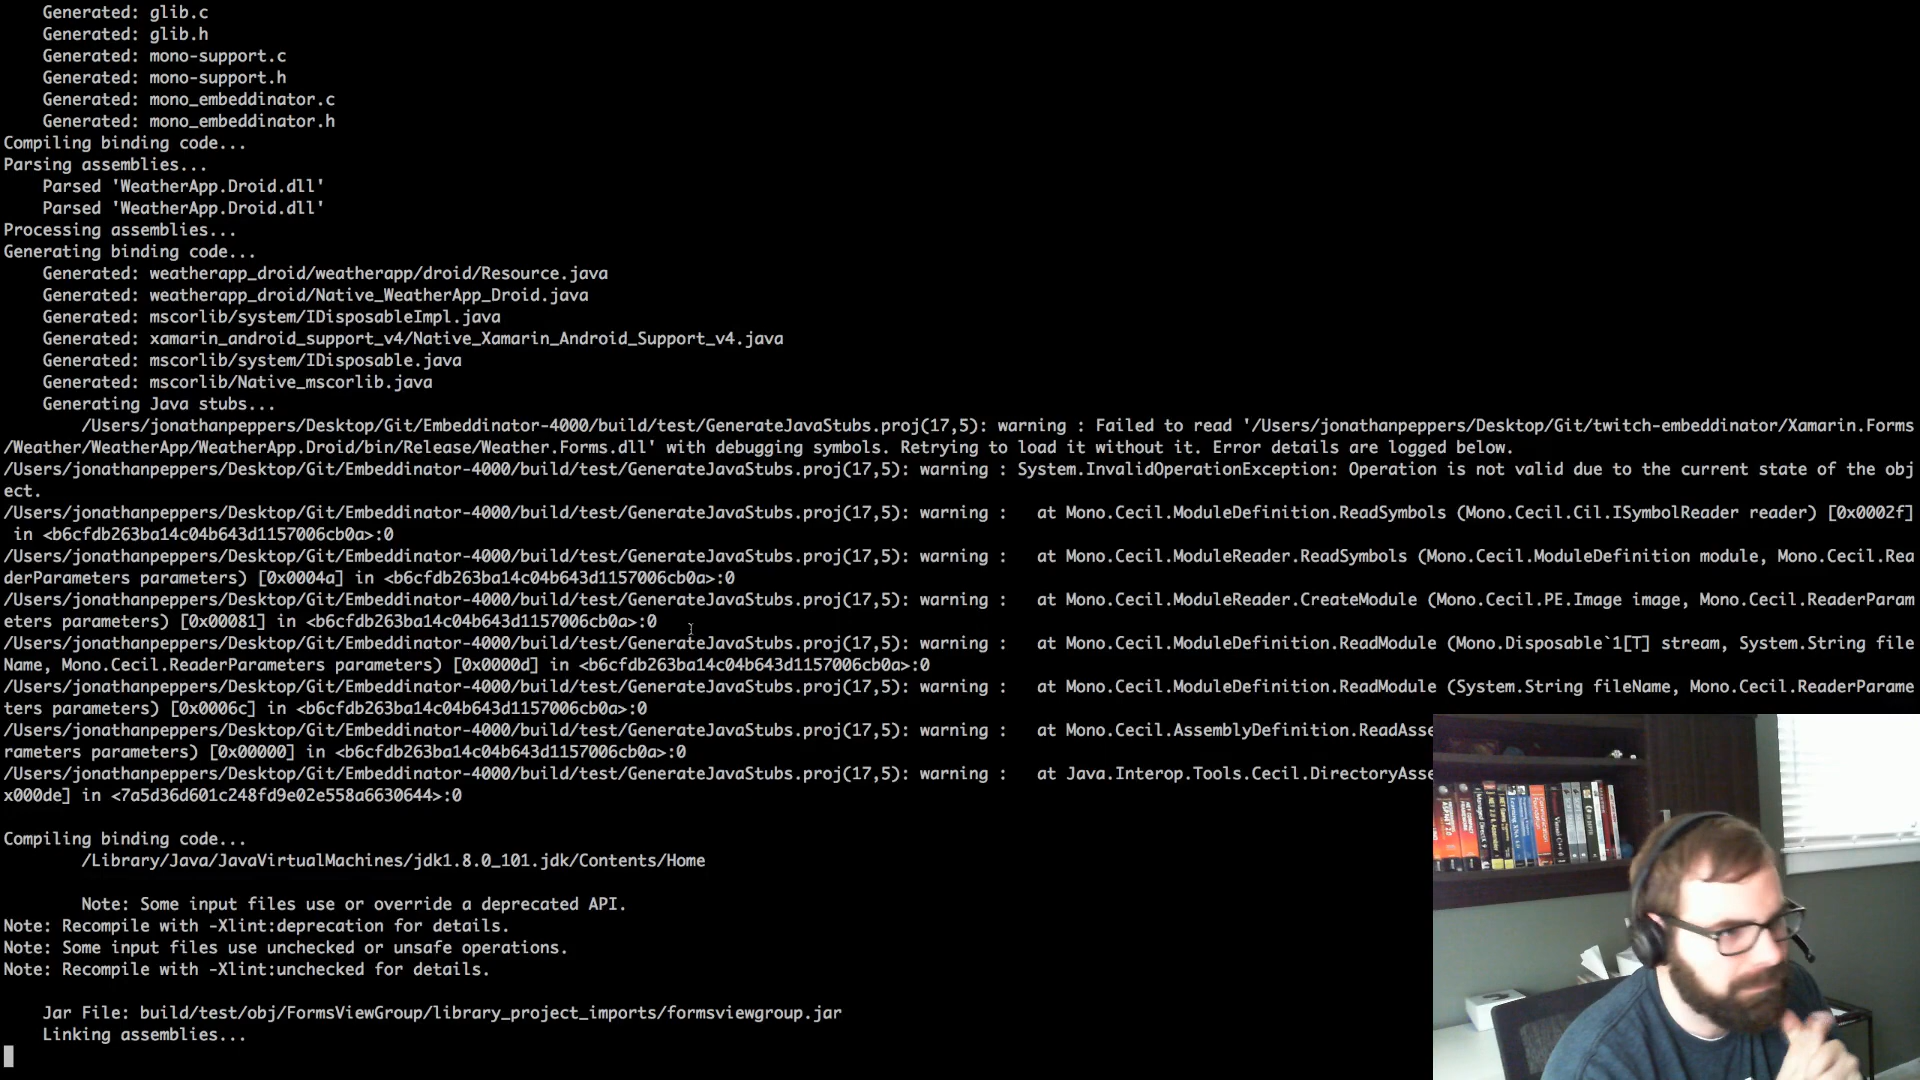 Generated: glib.c
    Generated: glib.h
    Generated: mono-support.c
    Generated: mono-support.h
    Generated: mono_embeddinator.c
    Generated: mono_embeddinator.h
Compiling binding code...
Parsing assemblies...
    Parsed 'WeatherApp.Droid.dll'
    Parsed 'WeatherApp.Droid.dll'
Processing assemblies...
Generating binding code...
    Generated: weatherapp_droid/weatherapp/droid/Resource.java
    Generated: weatherapp_droid/Native_WeatherApp_Droid.java
    Generated: mscorlib/system/IDisposableImpl.java
    Generated: xamarin_android_support_v4/Native_Xamarin_Android_Support_v4.java
    Generated: mscorlib/system/IDisposable.java
    Generated: mscorlib/Native_mscorlib.java
    Generating Java stubs...
        /Users/jonathanpeppers/Desktop/Git/Embeddinator-4000/build/test/GenerateJavaStubs.proj(17,5): warning : Failed to read '/Users/jonathanpeppers/Desktop/Git/twitch-embeddinator/Xamarin.Forms
/Weather/WeatherApp/WeatherApp.Droid/bin/Release/Weather.Forms.dll' with debugging symbols. Retrying to load it without it. Error details are logged below.
/Users/jonathanpeppers/Desktop/Git/Embeddinator-4000/build/test/GenerateJavaStubs.proj(17,5): warning : System.InvalidOperationException: Operation is not valid due to the current state of the obj
ect.
/Users/jonathanpeppers/Desktop/Git/Embeddinator-4000/build/test/GenerateJavaStubs.proj(17,5): warning :   at Mono.Cecil.ModuleDefinition.ReadSymbols (Mono.Cecil.Cil.ISymbolReader reader) [0x0002f]
 in <b6cfdb263ba14c04b643d1157006cb0a>:0
/Users/jonathanpeppers/Desktop/Git/Embeddinator-4000/build/test/GenerateJavaStubs.proj(17,5): warning :   at Mono.Cecil.ModuleReader.ReadSymbols (Mono.Cecil.ModuleDefinition module, Mono.Cecil.Rea
derParameters parameters) [0x0004a] in <b6cfdb263ba14c04b643d1157006cb0a>:0
/Users/jonathanpeppers/Desktop/Git/Embeddinator-4000/build/test/GenerateJavaStubs.proj(17,5): warning :   at Mono.Cecil.ModuleReader.CreateModule (Mono.Cecil.PE.Image image, Mono.Cecil.ReaderParam
eters parameters) [0x00081] in <b6cfdb263ba14c04b643d1157006cb0a>:0
/Users/jonathanpeppers/Desktop/Git/Embeddinator-4000/build/test/GenerateJavaStubs.proj(17,5): warning :   at Mono.Cecil.ModuleDefinition.ReadModule (Mono.Disposable`1[T] stream, System.String file
Name, Mono.Cecil.ReaderParameters parameters) [0x0000d] in <b6cfdb263ba14c04b643d1157006cb0a>:0
/Users/jonathanpeppers/Desktop/Git/Embeddinator-4000/build/test/GenerateJavaStubs.proj(17,5): warning :   at Mono.Cecil.ModuleDefinition.ReadModule (System.String fileName, Mono.Cecil.ReaderParame
ters parameters) [0x0006c] in <b6cfdb263ba14c04b643d1157006cb0a>:0
/Users/jonathanpeppers/Desktop/Git/Embeddinator-4000/build/test/GenerateJavaStubs.proj(17,5): warning :   at Mono.Cecil.AssemblyDefinition.ReadAsse
rameters parameters) [0x00000] in <b6cfdb263ba14c04b643d1157006cb0a>:0
/Users/jonathanpeppers/Desktop/Git/Embeddinator-4000/build/test/GenerateJavaStubs.proj(17,5): warning :   at Java.Interop.Tools.Cecil.DirectoryAsse
x000de] in <7a5d36d601c248fd9e02e558a6630644>:0
Compiling binding code...
        /Library/Java/JavaVirtualMachines/jdk1.8.0_101.jdk/Contents/Home
        Note: Some input files use or override a deprecated API.
Note: Recompile with -Xlint:deprecation for details.
Note: Some input files use unchecked or unsafe operations.
Note: Recompile with -Xlint:unchecked for details.
    Jar File: build/test/obj/FormsViewGroup/library_project_imports/formsviewgroup.jar
    Linking assemblies...